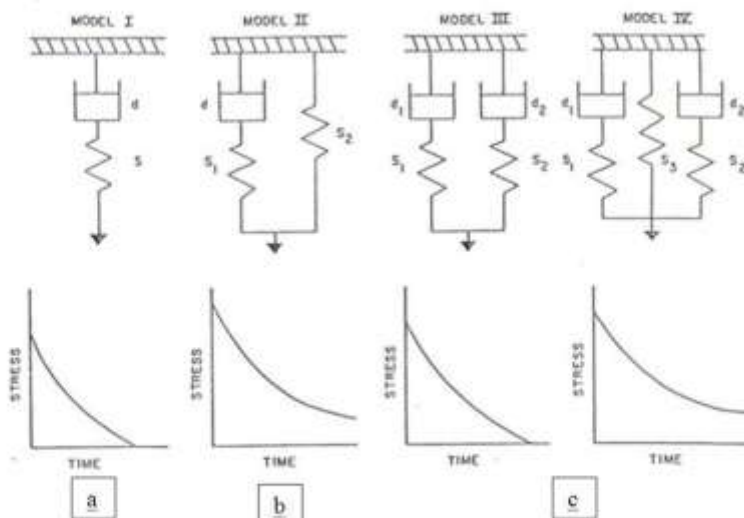 MODEL I
MODEL II
MODEL III
MODEL IV
d
S
d
S1
S2
d1
d2
S1
S2
d1
d2
S1
S3
S2
STRESS
TIME
STRESS
TIME
STRESS
TIME
STRESS
TIME
a
b
c